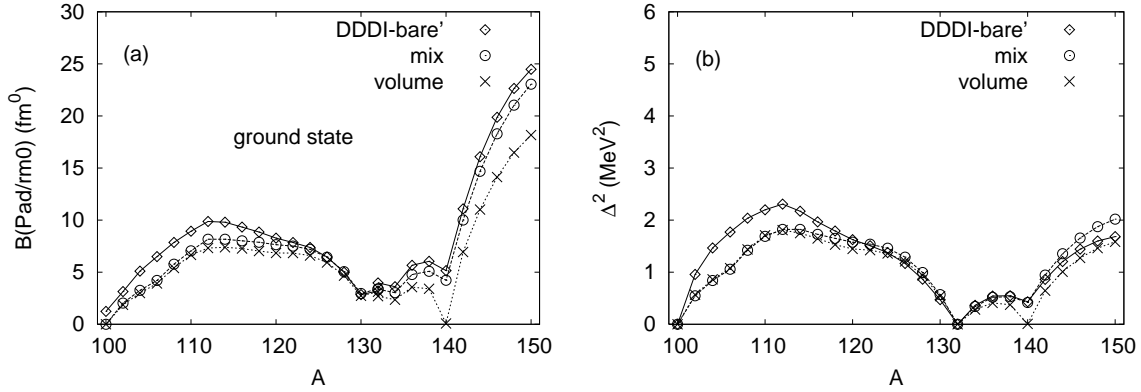 DDDI-bare’
mix
volume
(a)
ground state
B(Pad/rm0) (fm⁰)
30
25
20
15
10
5
0
100 110 120 130 140 150
A
DDDI-bare’
mix
volume
(b)
Δ² (MeV²)
6
5
4
3
2
1
0
100 110 120 130 140 150
A